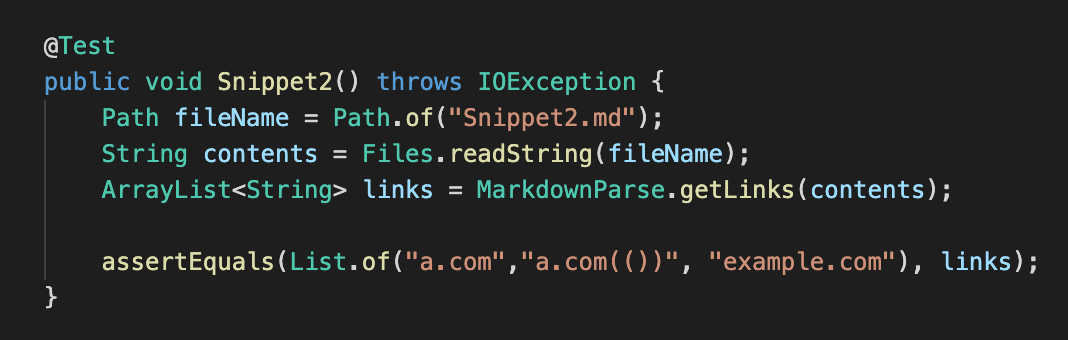 @Test
public void Snippet2() throws IOException {
    Path fileName = Path.of("Snippet2.md");
    String contents = Files.readString(fileName);
    ArrayList<String> links = MarkdownParse.getLinks(contents);

    assertEquals(List.of("a.com","a.com(())", "example.com"), links);
}